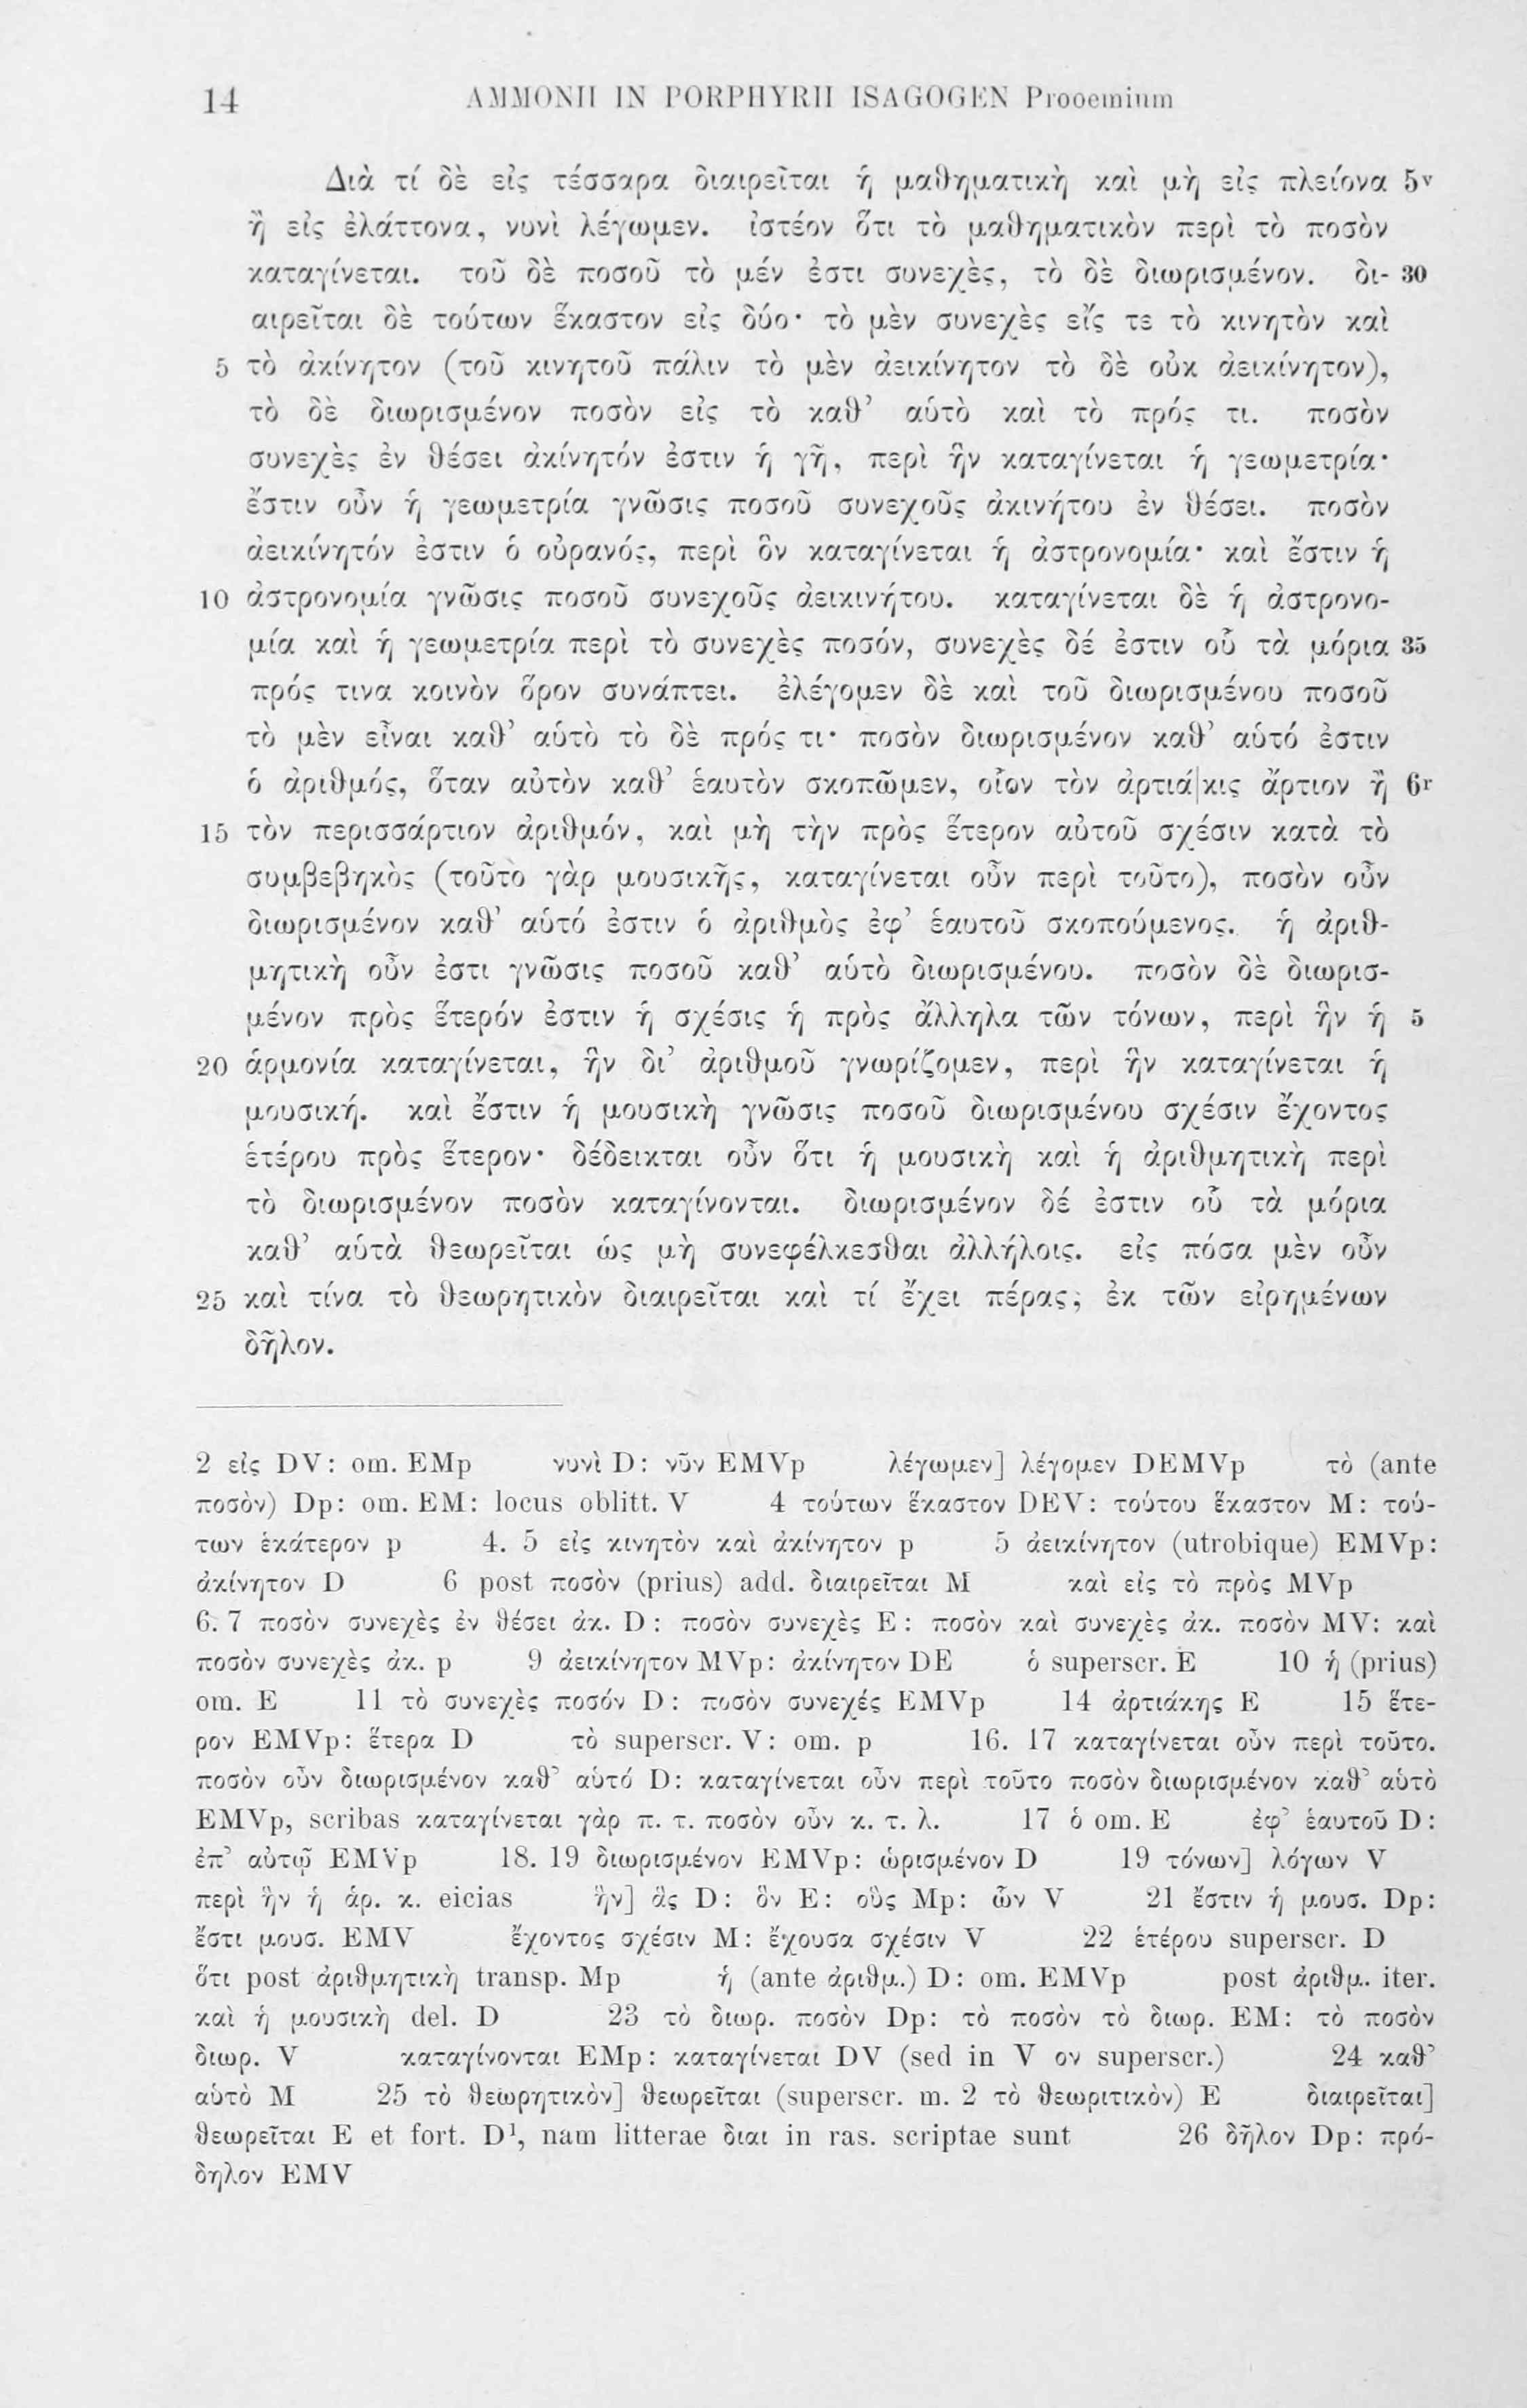 14 AMMONII IN PORPHYRII ISAGOGEN Prooemium
Διὰ τί δὲ εἰς τέσσαρα διαιρεῖται ἡ μαθηματικὴ καὶ μὴ εἰς πλείονα 5v
ἢ εἰς ἐλάττονα, νυνὶ λέγωμεν. ἰστέον ὅτι τὸ μαθηματικὸν περὶ τὸ ποσὸν
καταγίνεται. τοῦ δὲ ποσοῦ τὸ μέν ἐστι συνεχὲς, τὸ δὲ διωρισμένον. δι- 30
αιρεῖται δὲ τούτων ἕκαστον εἰς δύο· τὸ μὲν συνεχὲς εἴς τε τὸ κινητὸν καὶ
5 τὸ ἀκίνητον (τοῦ κινητοῦ πάλιν τὸ μὲν ἀεικίνητον τὸ δὲ οὐκ ἀεικίνητον),
τὸ δὲ διωρισμένον ποσὸν εἰς τὸ καθ’ αὑτὸ καὶ τὸ πρός τι. ποσὸν
συνεχὲς ἐν θέσει ἀκίνητόν ἐστιν ἡ γῆ, περὶ ἣν καταγίνεται ἡ γεωμετρία·
ἔστιν οὖν ἡ γεωμετρία γνῶσις ποσοῦ συνεχοῦς ἀκινήτου ἐν θέσει. ποσὸν
ἀεικίνητόν ἐστιν ὁ οὐρανός, περὶ ὃν καταγίνεται ἡ ἀστρονομία· καὶ ἔστιν ἡ
10 ἀστρονομία γνῶσις ποσοῦ συνεχοῦς ἀεικινήτου. καταγίνεται δὲ ἡ ἀστρονο-
μία καὶ ἡ γεωμετρία περὶ τὸ συνεχὲς ποσόν, συνεχὲς δέ ἐστιν οὗ τὰ μόρια 35
πρός τινα κοινὸν ὅρον συνάπτει. ἐλέγομεν δὲ καὶ τοῦ διωρισμένου ποσοῦ
τὸ μὲν εἶναι καθ’ αὑτὸ τὸ δὲ πρός τι· ποσὸν διωρισμένον καθ’ αὑτό ἐστιν
ὁ ἀριθμός, ὅταν αὐτὸν καθ’ ἑαυτὸν σκοπῶμεν, οἷον τὸν ἀρτιά|κις ἄρτιον ἢ 6r
15 τὸν περισσάρτιον ἀριθμόν, καὶ μὴ τὴν πρὸς ἕτερον αὐτοῦ σχέσιν κατὰ τὸ
συμβεβηκὸς (τοῦτο γὰρ μουσικῆς, καταγίνεται οὖν περὶ τοῦτο), ποσὸν οὖν
διωρισμένον καθ’ αὑτό ἐστιν ὁ ἀριθμὸς ἐφ’ ἑαυτοῦ σκοπούμενος. ἡ ἀριθ-
μητικὴ οὖν ἐστι γνῶσις ποσοῦ καθ’ αὑτὸ διωρισμένου. ποσὸν δὲ διωρισ-
μένον πρὸς ἕτερόν ἐστιν ἡ σχέσις ἡ πρὸς ἄλληλα τῶν τόνων, περὶ ἣν ἡ 5
20 ἁρμονία καταγίνεται, ἣν δι’ ἀριθμοῦ γνωρίζομεν, περὶ ἣν καταγίνεται ἡ
μουσική. καὶ ἔστιν ἡ μουσικὴ γνῶσις ποσοῦ διωρισμένου σχέσιν ἔχοντος
ἑτέρου πρὸς ἕτερον· δέδεικται οὖν ὅτι ἡ μουσικὴ καὶ ἡ ἀριθμητικὴ περὶ
τὸ διωρισμένον ποσὸν καταγίνονται. διωρισμένον δέ ἐστιν οὗ τὰ μόρια
καθ’ αὑτὰ θεωρεῖται ὡς μὴ συνεφέλκεσθαι ἀλλήλοις. εἰς πόσα μὲν οὖν
25 καὶ τίνα τὸ θεωρητικὸν διαιρεῖται καὶ τί ἔχει πέρας, ἐκ τῶν εἰρημένων
δῆλον.
2 εἰς DV: om. EMp νυνὶ D: νῦν EMVp λέγωμεν] λέγομεν DEMVp τὸ (ante
ποσὸν) Dp: om. EM: locus oblitt. V 4 τούτων ἕκαστον DEV: τούτου ἕκαστον M: τού-
των ἑκάτερον p 4. 5 εἰς κινητὸν καὶ ἀκίνητον p 5 ἀεικίνητον (utrobique) EMVp:
ἀκίνητον D 6 post ποσὸν (prius) add. διαιρεῖται M καὶ εἰς τὸ πρὸς MVp
6. 7 ποσὸν συνεχὲς ἐν θέσει ἀκ. D: ποσὸν συνεχὲς E: ποσὸν καὶ συνεχὲς ἀκ. ποσὸν MV: καὶ
ποσὸν συνεχὲς ἀκ. p 9 ἀεικίνητον MVp: ἀκίνητον DE ὁ superscr. E 10 ἡ (prius)
om. E 11 τὸ συνεχὲς ποσόν D: ποσὸν συνεχές EMVp 14 ἀρτιάκης E 15 ἕτε-
ρον EMVp: ἕτερα D τὸ superscr. V: om. p 16. 17 καταγίνεται οὖν περὶ τοῦτο.
ποσὸν οὖν διωρισμένον καθ’ αὑτό D: καταγίνεται οὖν περὶ τοῦτο ποσὸν διωρισμένον καθ’ αὑτὸ
EMVp, scribas καταγίνεται γὰρ π. τ. ποσὸν οὖν κ. τ. λ. 17 ὁ om. E ἐφ’ ἑαυτοῦ D:
ἐπ’ αὐτῷ EMVp 18. 19 διωρισμένον EMVp: ὡρισμένον D 19 τόνων] λόγων V
περὶ ἣν ἡ ἁρ. κ. eicias ἣν] ἃς D: ὃν E: οὓς Mp: ὧν V 21 ἔστιν ἡ μουσ. Dp:
ἔστι μουσ. EMV ἔχοντος σχέσιν M: ἔχουσα σχέσιν V 22 ἑτέρου superscr. D
ὅτι post ἀριθμητικὴ transp. Mp ἡ (ante ἀριθμ.) D: om. EMVp post ἀριθμ. iter.
καὶ ἡ μουσικὴ del. D 23 τὸ διωρ. ποσὸν Dp: τὸ ποσὸν τὸ διωρ. EM: τὸ ποσὸν
διωρ. V καταγίνονται EMp: καταγίνεται DV (sed in V ον superscr.) 24 καθ’
αὑτὸ M 25 τὸ θεωρητικὸν] θεωρεῖται (superscr. m. 2 τὸ θεωριτικὸν) E διαιρεῖται]
θεωρεῖται E et fort. D¹, nam litterae διαι in ras. scriptae sunt 26 δῆλον Dp: πρό-
δηλον EMV